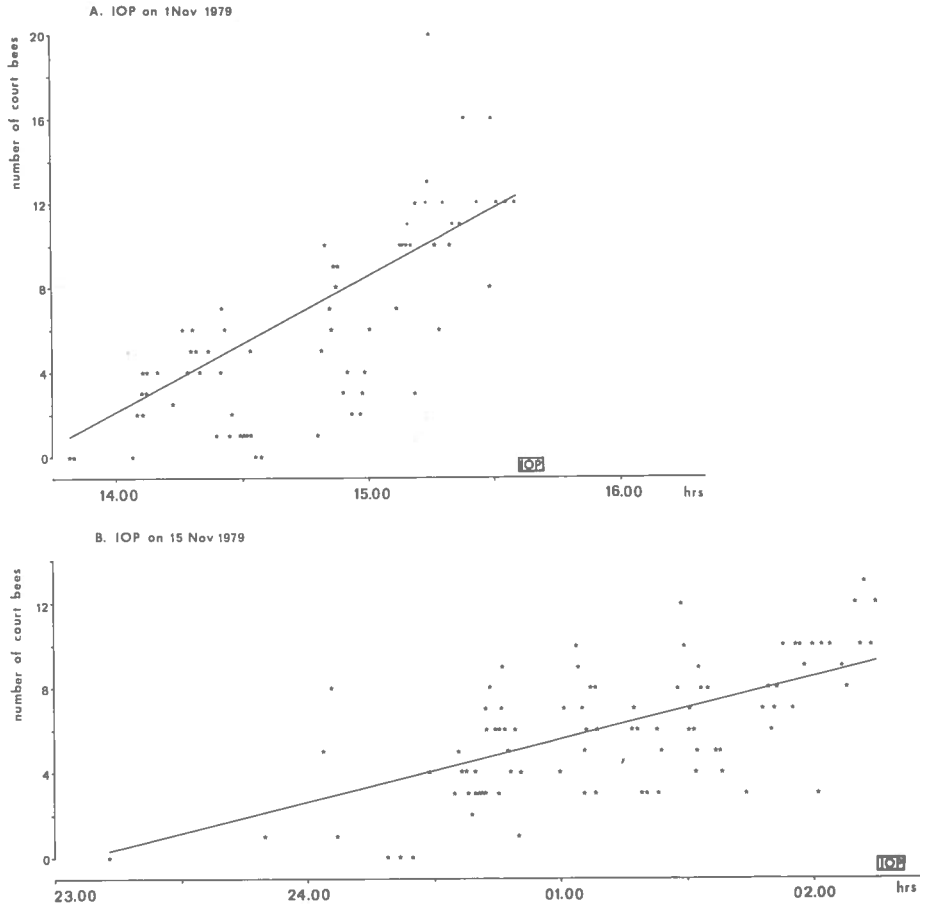 A. IOP on 1 Nov 1979
number of court bees
20
16
12
8
4
0
IOP
14.00 15.00 16.00 hrs
B. IOP on 15 Nov 1979
number of court bees
12
8
4
0
IOP
23.00 24.00 01.00 02.00 hrs